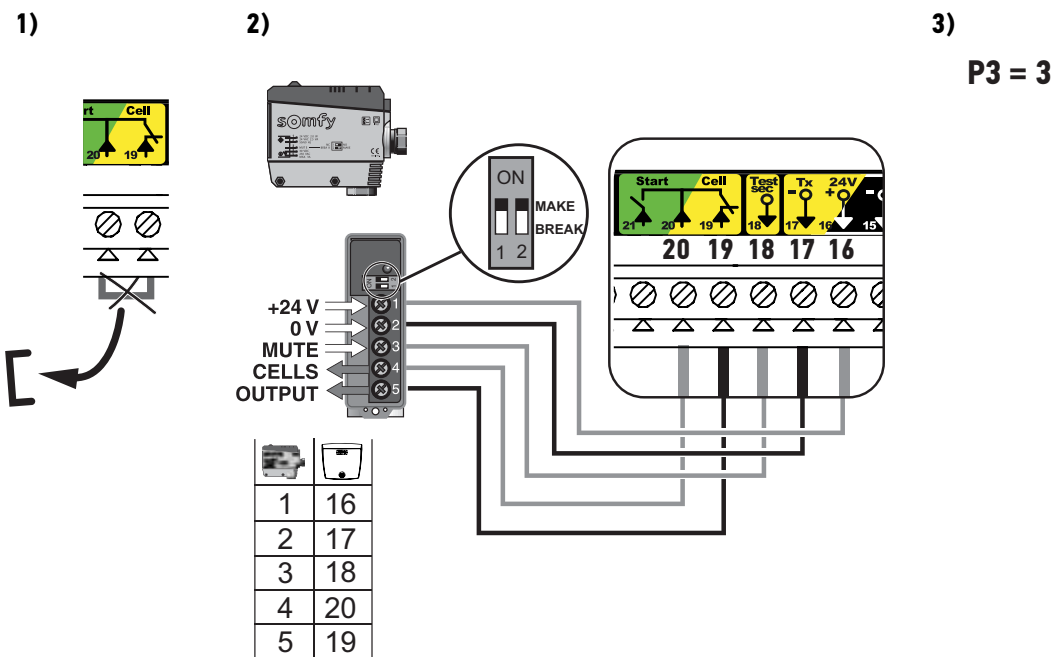 1)
2)
3)
P3 = 3
rt Cell
20 19
somfy
ON
MAKE
BREAK
1 2
Start Cell Test sec Tx 24V
21 20 19 18 17 16 15
20 19 18 17 16
+24 V 1
0 V 2
MUTE 3
CELLS 4
OUTPUT 5
1 16
2 17
3 18
4 20
5 19